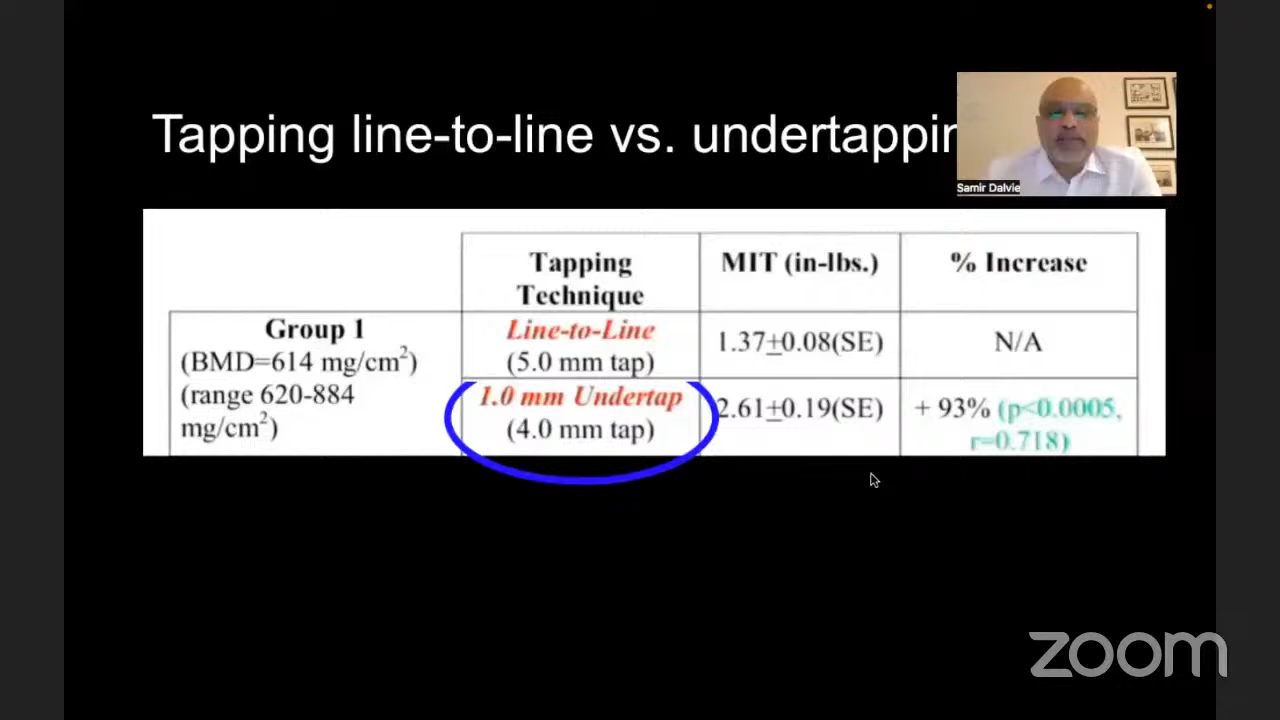 Tapping line-to-line vs. undertappin
Samir Dalvie
Tapping Technique
MIT (in-lbs.)
% Increase
Group 1
(BMD=614 mg/cm²)
(range 620-884
mg/cm²)
Line-to-Line
(5.0 mm tap)
1.37±0.08(SE)
N/A
1.0 mm Undertap
(4.0 mm tap)
2.61±0.19(SE)
+ 93% (p<0.0005,
r=0.718)
zoom